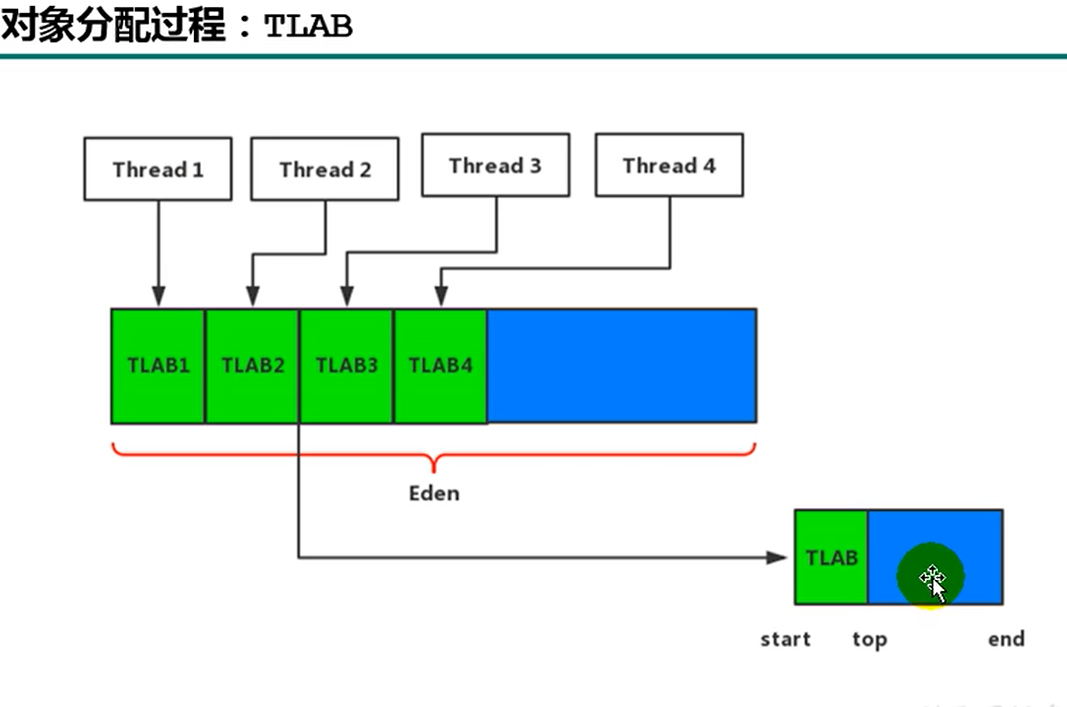 对象分配过程：TLAB
Thread 1
Thread 2
Thread 3
Thread 4
TLAB1
TLAB2
TLAB3
TLAB4
Eden
TLAB
start
top
end